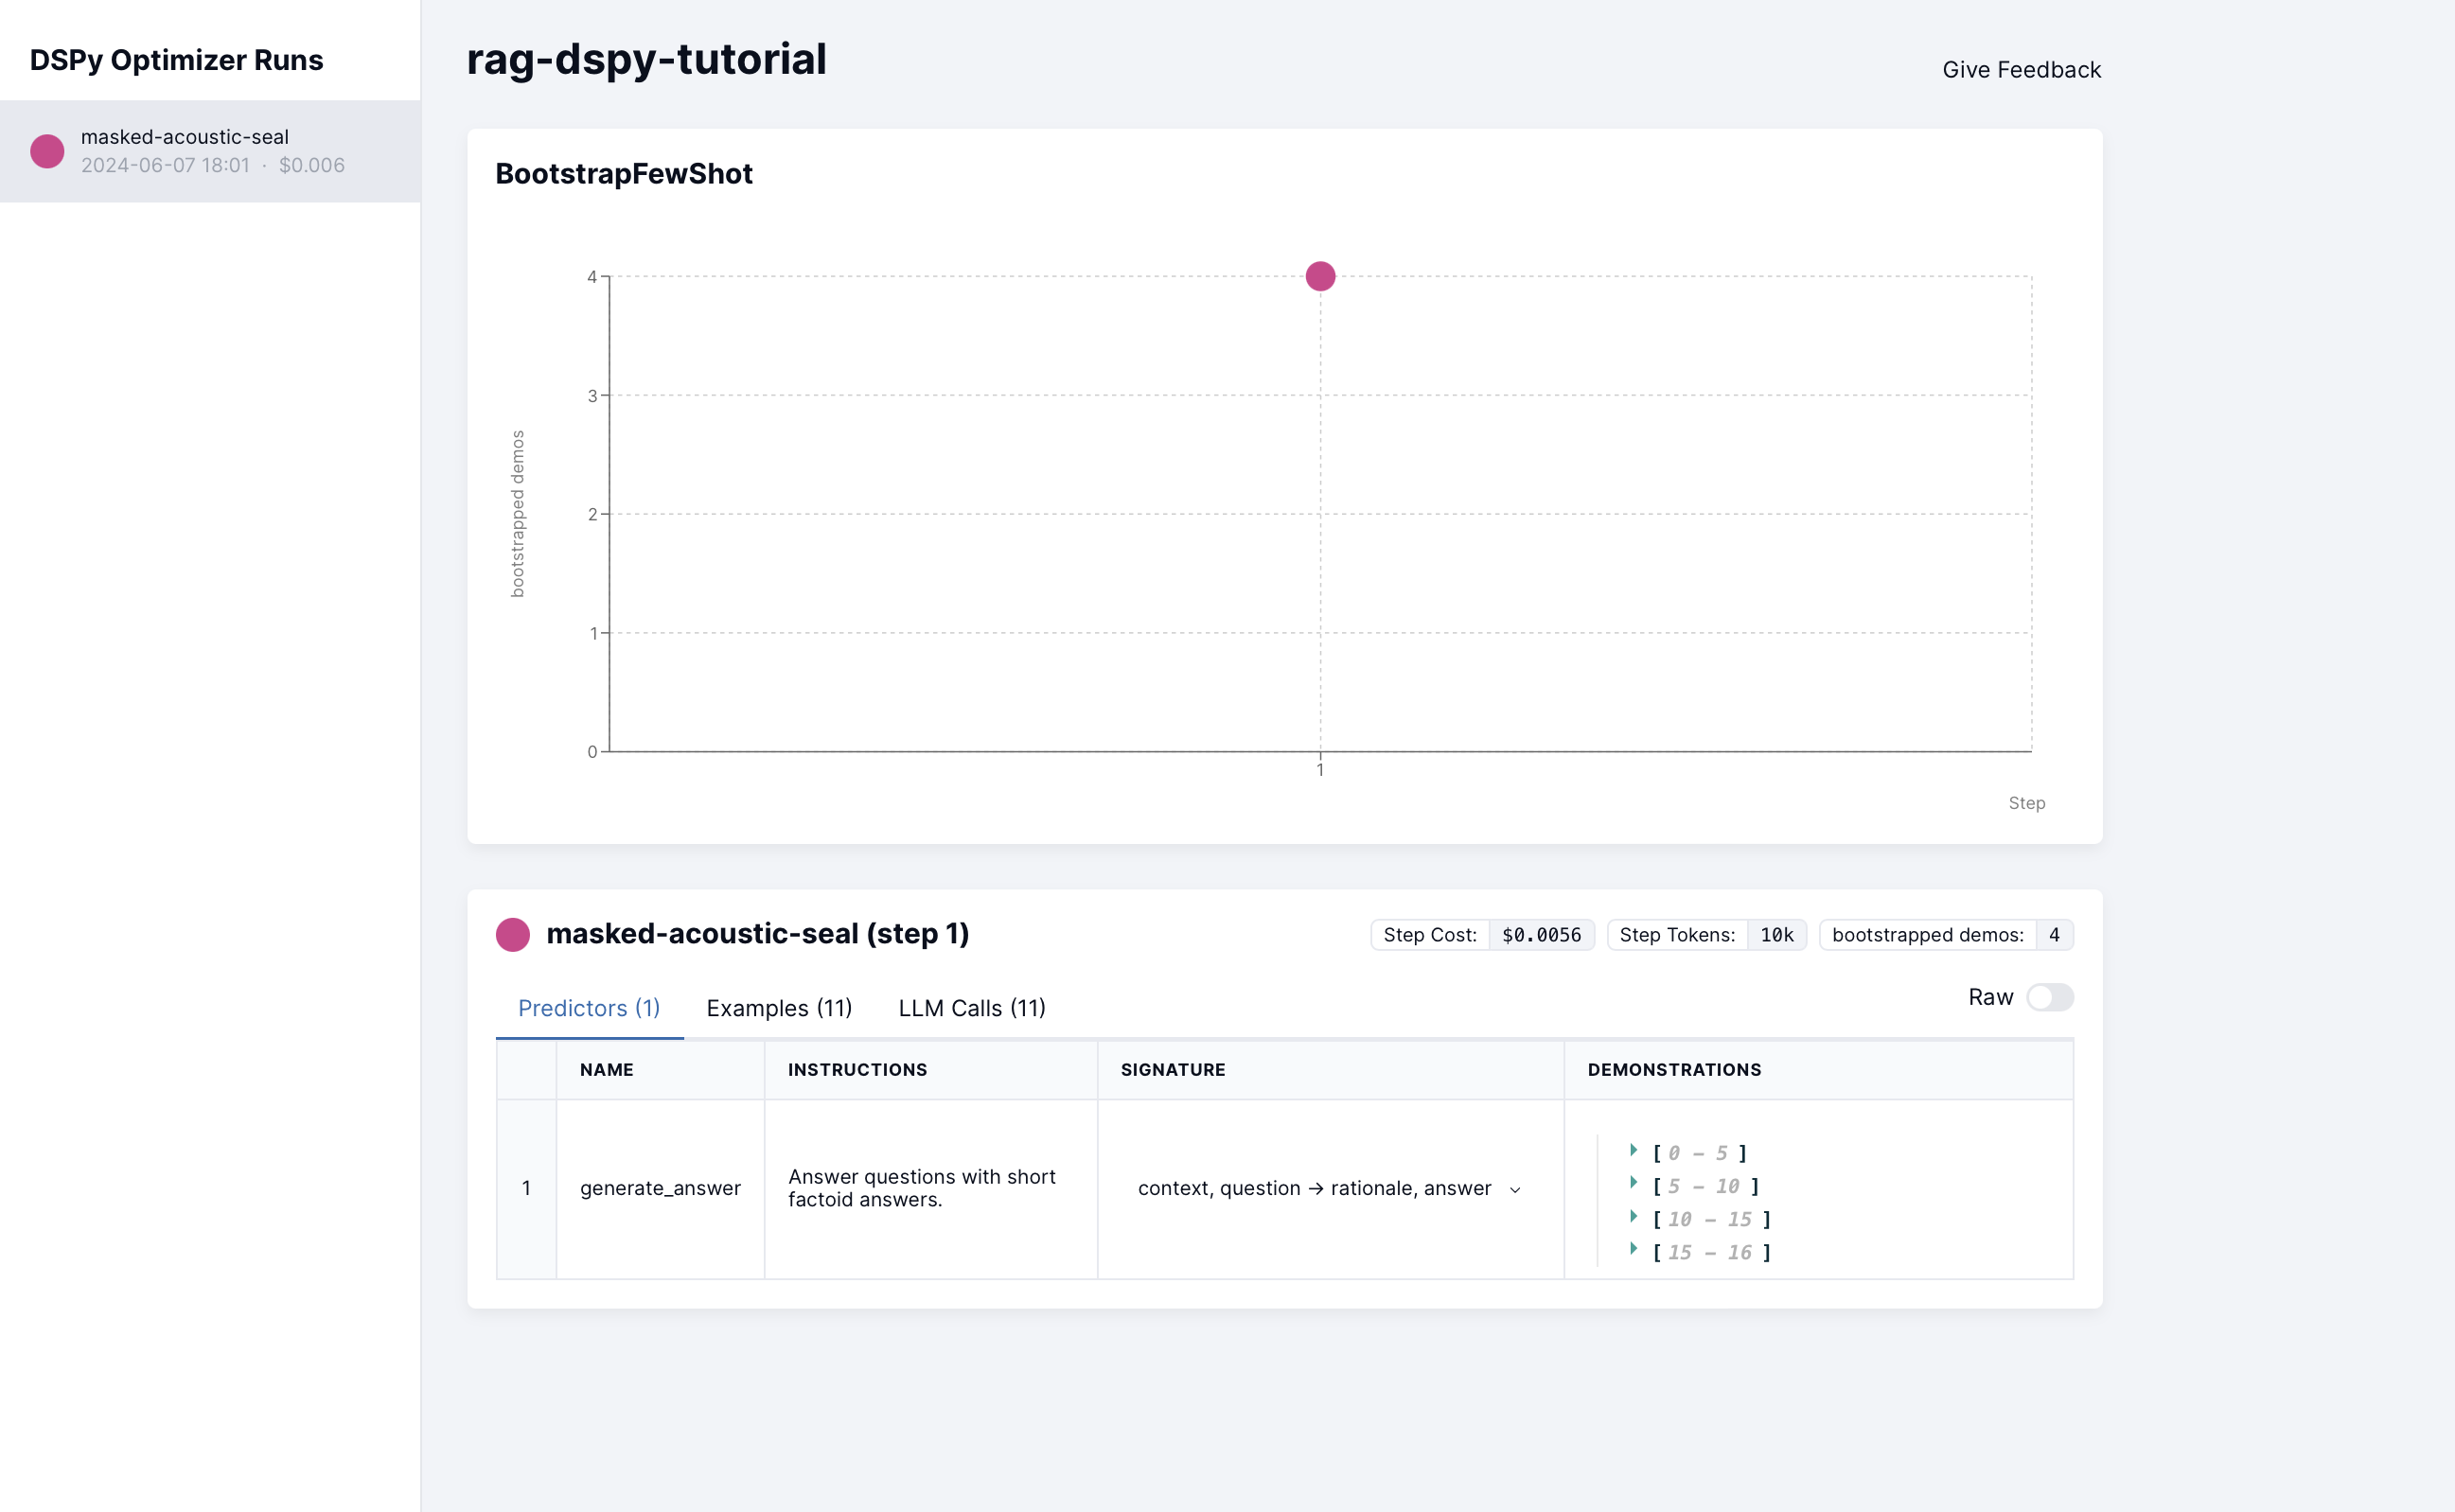 DSPy Optimizer Runs
masked-acoustic-seal
2024-06-07 18:01 · $0.006
rag-dspy-tutorial
Give Feedback
BootstrapFewShot
bootstrapped demos
4
3
2
1
0
1
Step
masked-acoustic-seal (step 1)
Step Cost: $0.0056
Step Tokens: 10k
bootstrapped demos: 4
Predictors (1)
Examples (11)
LLM Calls (11)
Raw
NAME
INSTRUCTIONS
SIGNATURE
DEMONSTRATIONS
1
generate_answer
Answer questions with short
factoid answers.
context, question → rationale, answer
[ 0 – 5 ]
[ 5 – 10 ]
[ 10 – 15 ]
[ 15 – 16 ]